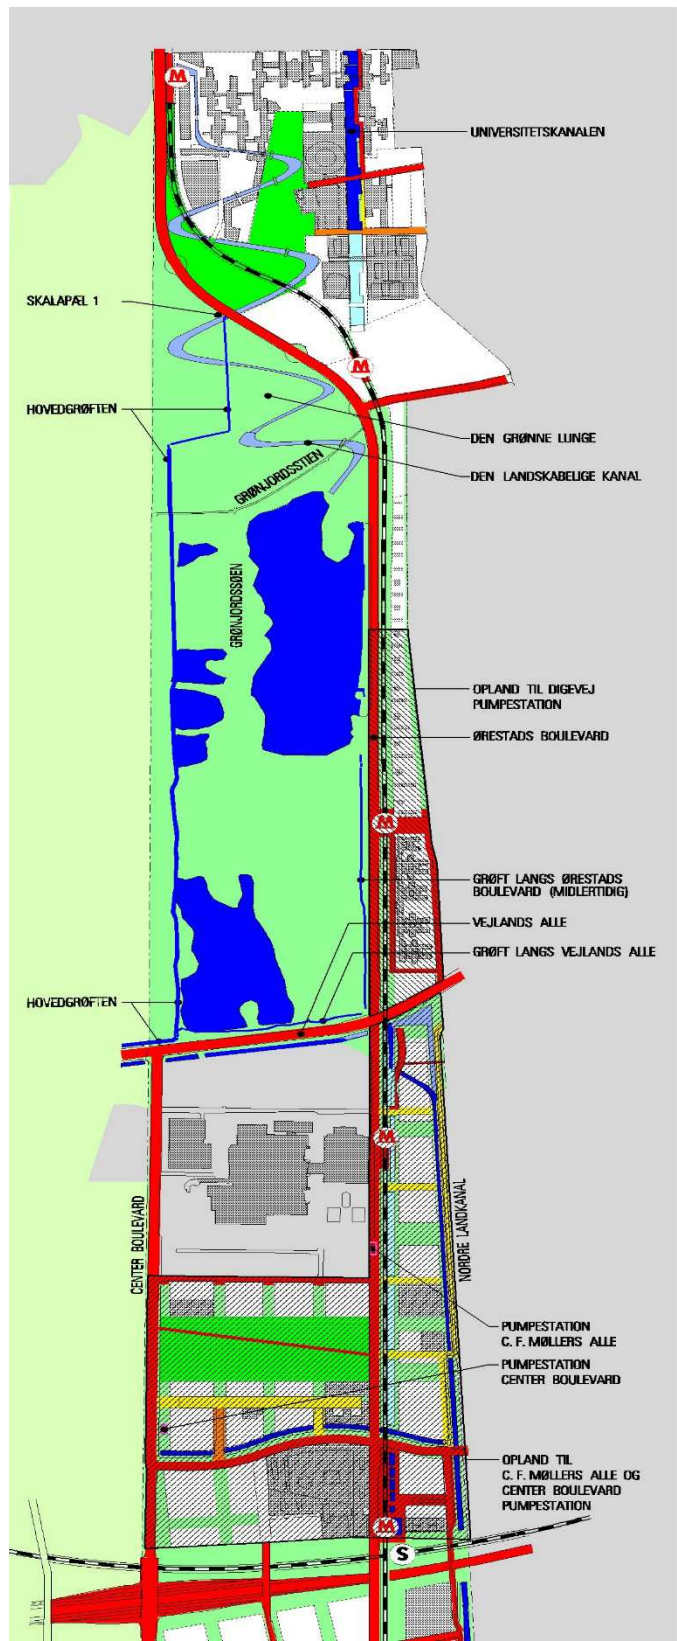 M
UNIVERSITETSKANALEN
SKALAPÆL 1
M
HOVEDGRØFTEN
DEN GRØNNE LUNGE
DEN LANDSKABELIGE KANAL
GRØNJORDSSTIEN
GRØNJORDSSØEN
OPLAND TIL DIGEVEJ
PUMPESTATION
ØRESTADS BOULEVARD
M
GRØFT LANGS ØRESTADS
BOULEVARD (MIDLERTIDIG)
VEJLANDS ALLE
GRØFT LANGS VEJLANDS ALLE
HOVEDGRØFTEN
M
CENTER BOULEVARD
NORDRE LANDKANAL
PUMPESTATION
C. F. MØLLERS ALLE
PUMPESTATION
CENTER BOULEVARD
OPLAND TIL
C. F. MØLLERS ALLE OG
CENTER BOULEVARD
PUMPESTATION
M
S